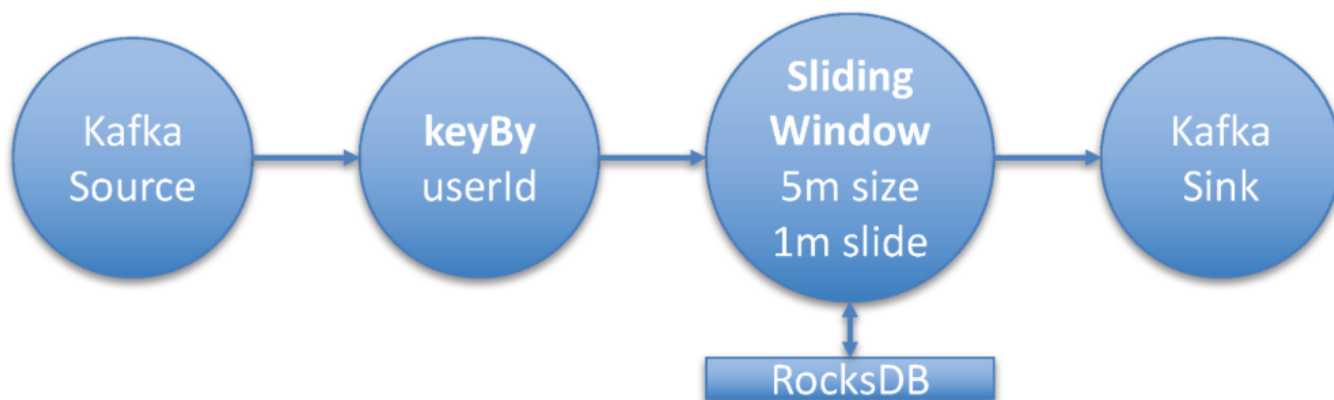 Kafka
Source
keyBy
userId
Sliding
Window
5m size
1m slide
Kafka
Sink
RocksDB